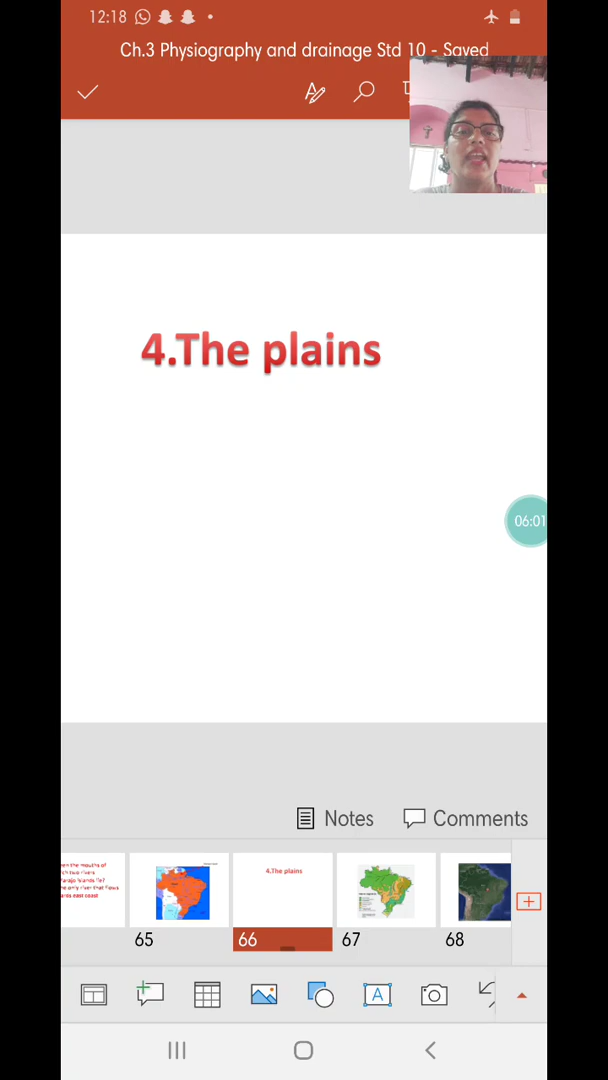 12:18
Ch.3 Physiography and drainage Std 10 - Saved
4.The plains
06:01
Notes
Comments
4.The plains
65
66
67
68
A